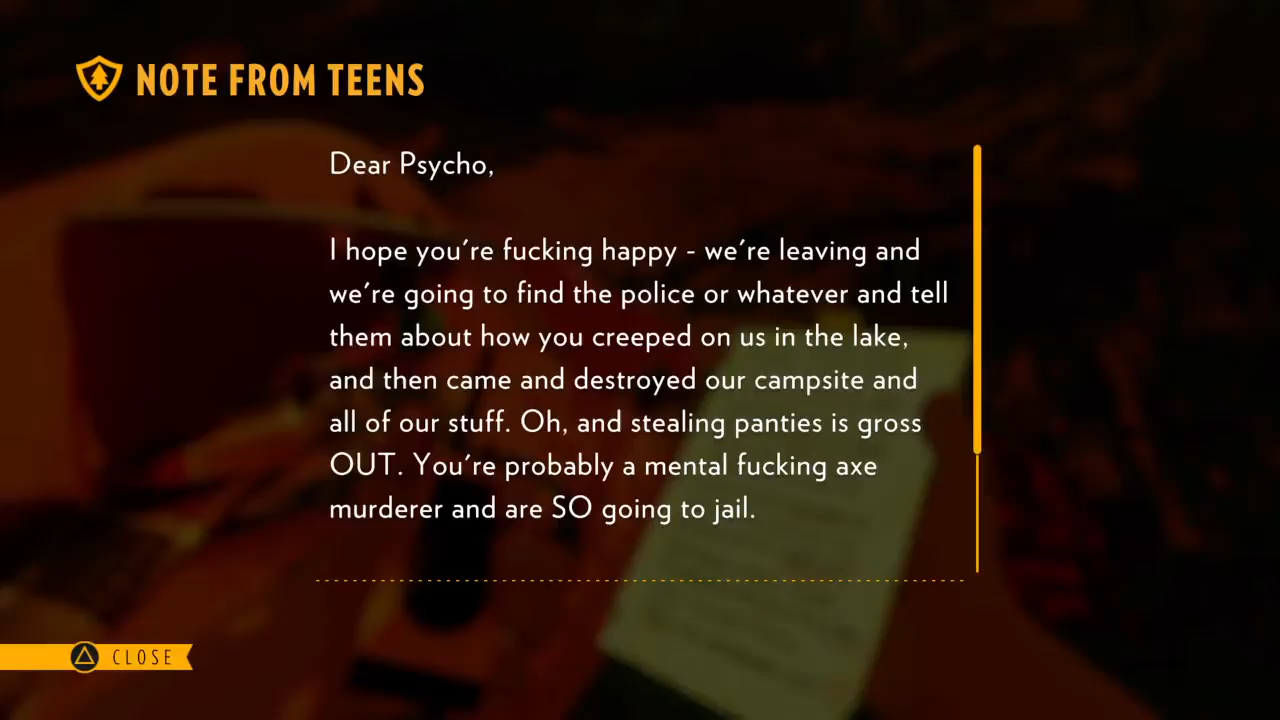 NOTE FROM TEENS
Dear Psycho,
I hope you're fucking happy - we're leaving and
we're going to find the police or whatever and tell
them about how you creeped on us in the lake,
and then came and destroyed our campsite and
all of our stuff. Oh, and stealing panties is gross
OUT. You're probably a mental fucking axe
murderer and are SO going to jail.
CLOSE